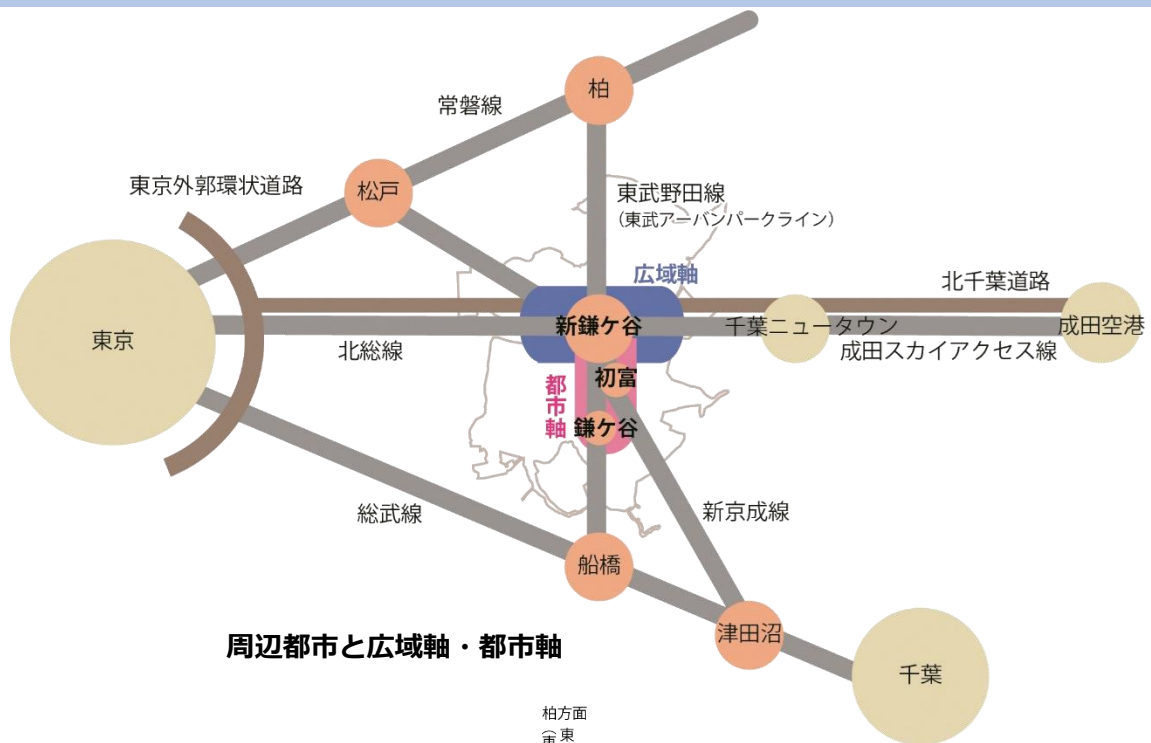 柏
常磐線
東京外郭環状道路
松戸
東武野田線
(東武アーバンパークライン)
広域軸
北千葉道路
新鎌ケ谷
千葉ニュータウン
成田空港
東京
北総線
成田スカイアクセス線
初富
都市軸
鎌ケ谷
総武線
新京成線
船橋
津田沼
千葉
周辺都市と広域軸・都市軸
柏方面
(東